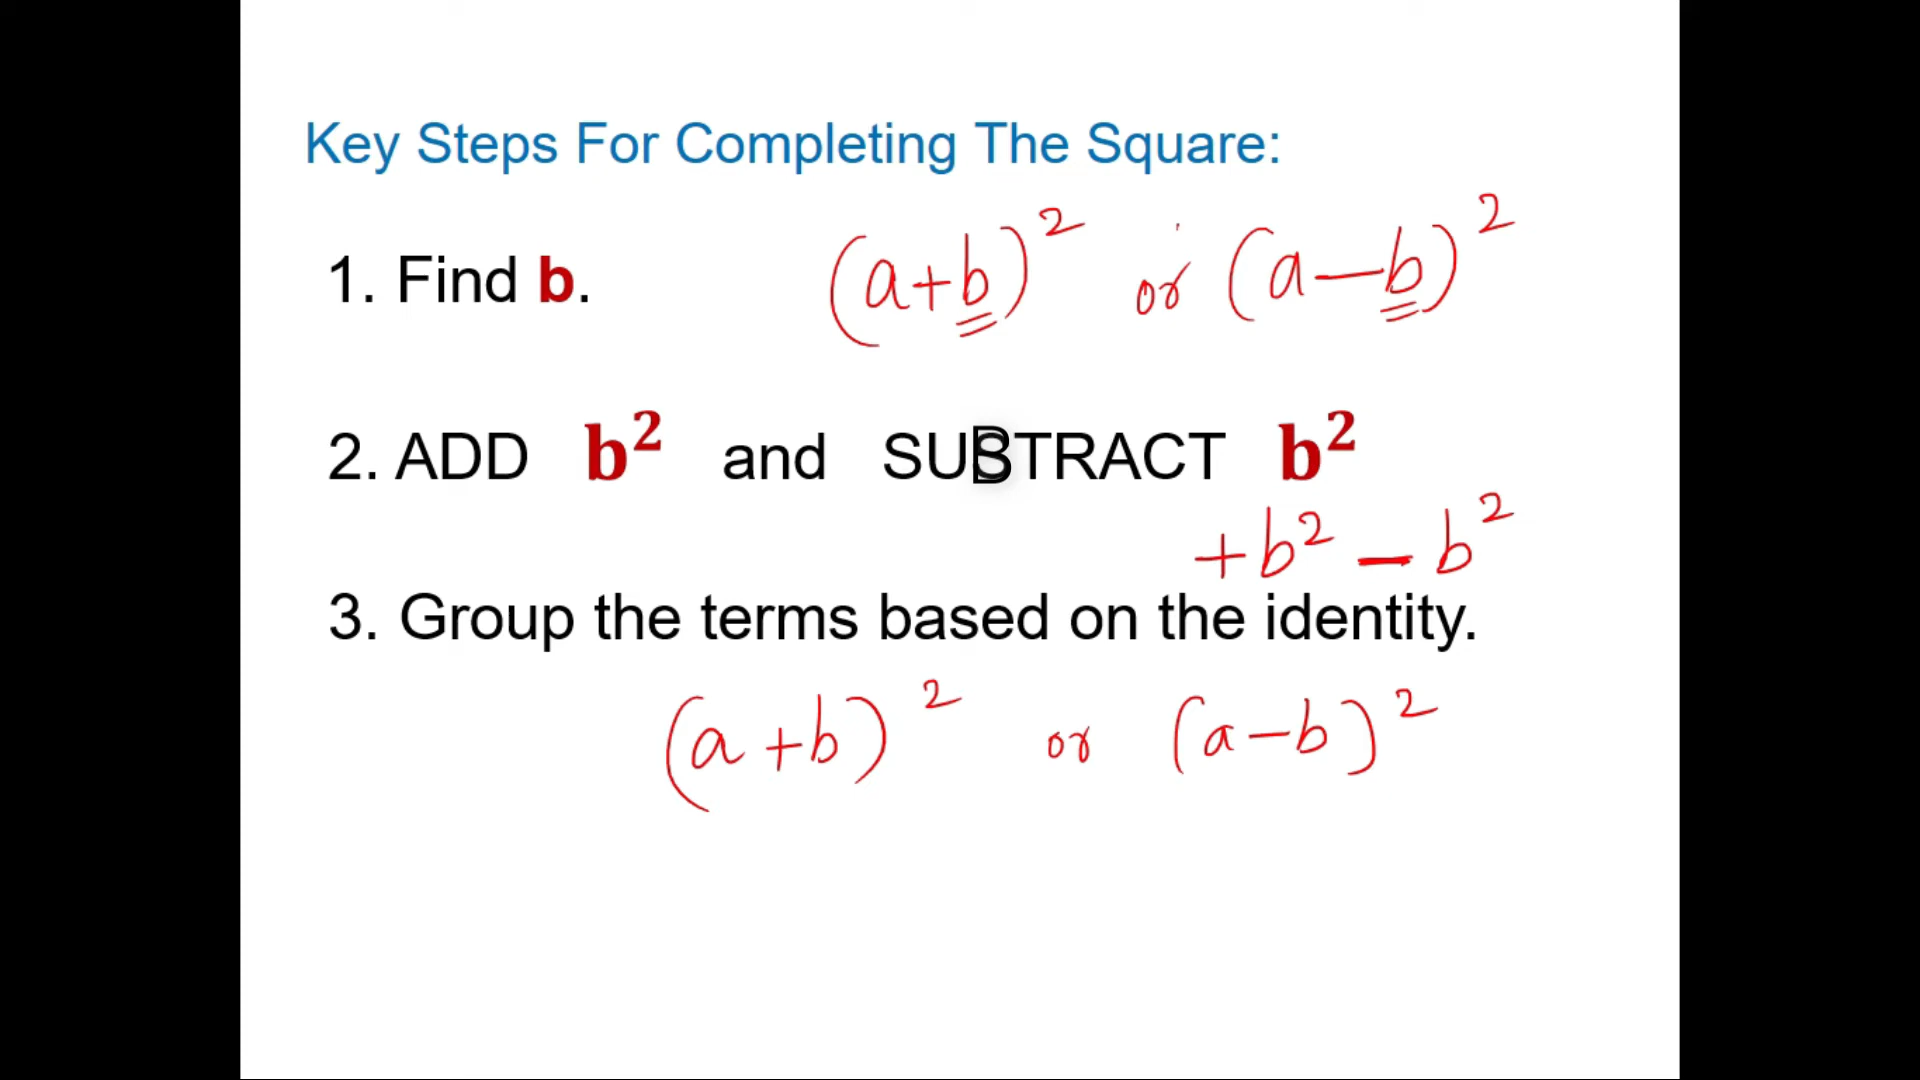 Key Steps For Completing The Square:
1. Find b. (a+b)² or (a−b)²
2. ADD b² and SUBTRACT b²
+b² − b²
3. Group the terms based on the identity.
(a+b)² or (a−b)²